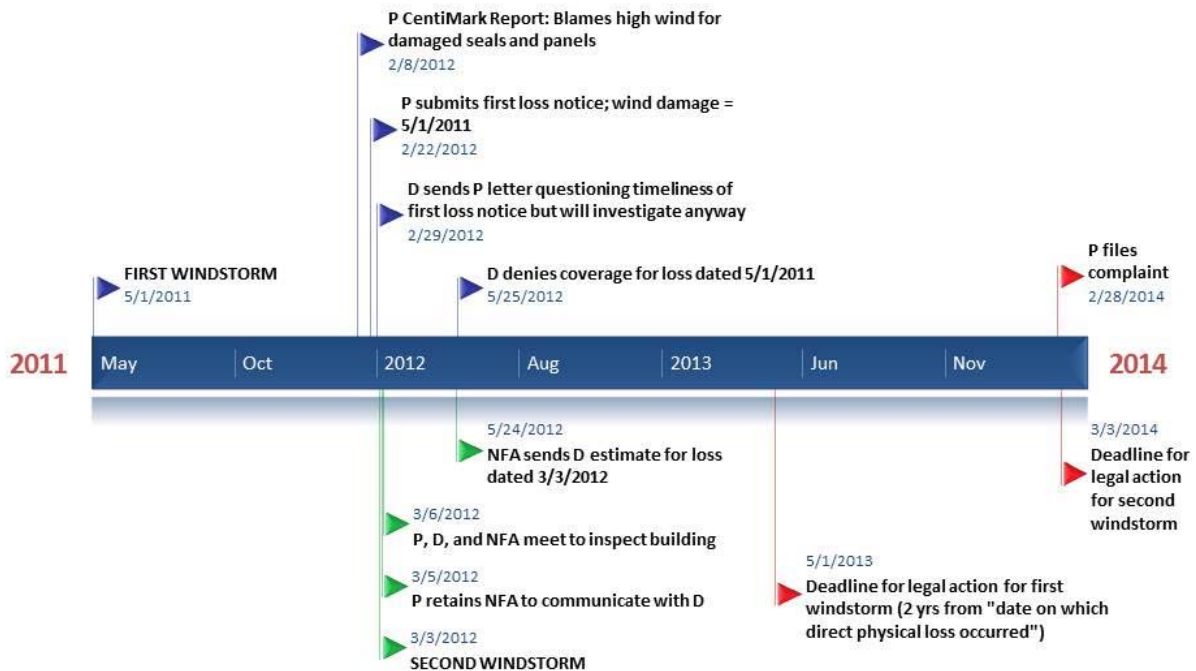 P CentiMark Report: Blames high wind for
damaged seals and panels
2/8/2012
P submits first loss notice; wind damage =
5/1/2011
2/22/2012
D sends P letter questioning timeliness of
first loss notice but will investigate anyway
2/29/2012
FIRST WINDSTORM
5/1/2011
D denies coverage for loss dated 5/1/2011
5/25/2012
P files
complaint
2/28/2014
2011
May
Oct
2012
Aug
2013
Jun
Nov
2014
5/24/2012
NFA sends D estimate for loss
dated 3/3/2012
3/6/2012
P, D, and NFA meet to inspect building
3/5/2012
P retains NFA to communicate with D
3/3/2012
SECOND WINDSTORM
5/1/2013
Deadline for legal action for first
windstorm (2 yrs from "date on which
direct physical loss occurred")
3/3/2014
Deadline for
legal action
for second
windstorm